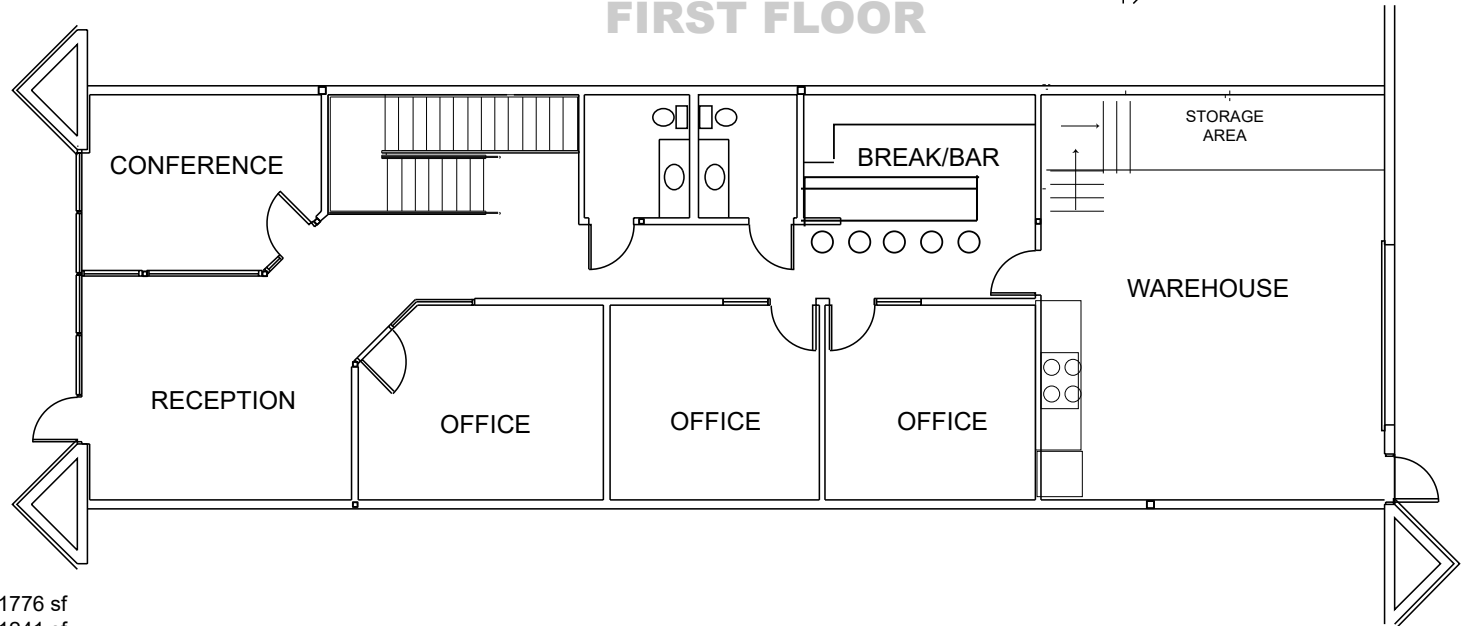 FIRST FLOOR
STORAGE
AREA
CONFERENCE
BREAK/BAR
WAREHOUSE
RECEPTION
OFFICE
OFFICE
OFFICE
1776 sf